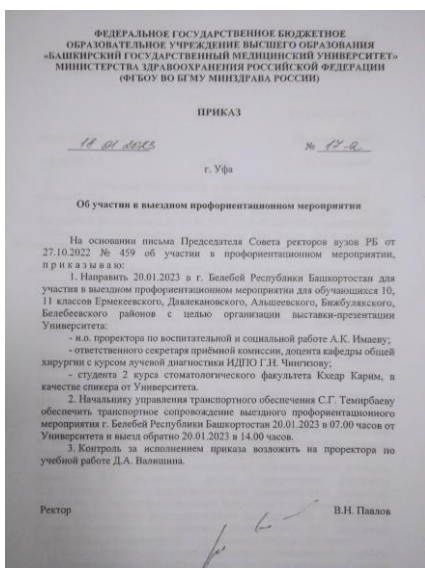 ФЕДЕРАЛЬНОЕ ГОСУДАРСТВЕННОЕ БЮДЖЕТНОЕ
ОБРАЗОВАТЕЛЬНОЕ УЧРЕЖДЕНИЕ ВЫСШЕГО ОБРАЗОВАНИЯ
«БАШКИРСКИЙ ГОСУДАРСТВЕННЫЙ МЕДИЦИНСКИЙ УНИВЕРСИТЕТ»
МИНИСТЕРСТВА ЗДРАВООХРАНЕНИЯ РОССИЙСКОЙ ФЕДЕРАЦИИ
(ФГБОУ ВО БГМУ МИНЗДРАВА РОССИИ)
ПРИКАЗ
18 01 2023 № 17-а
г. Уфа
Об участии в выездном профориентационном мероприятии
На основании письма Председателя Совета ректоров вузов РБ от
27.10.2022 № 459 об участии в профориентационном мероприятии,
п р и к а з ы в а ю:
1. Направить 20.01.2023 в г. Белебей Республики Башкортостан для
участия в выездном профориентационном мероприятии для обучающихся 10,
11 классов Ермекеевского, Давлекановского, Альшеевского, Бижбулякского,
Белебеевского районов с целью организации выставки-презентации
Университета:
- и.о. проректора по воспитательной и социальной работе А.К. Имаеву;
- ответственного секретаря приёмной комиссии, доцента кафедры общей
хирургии с курсом лучевой диагностики ИДПО Г.Н. Чингизову;
- студента 2 курса стоматологического факультета Кхедр Карим, в
качестве спикера от Университета.
2. Начальнику управления транспортного обеспечения С.Г. Темирбаеву
обеспечить транспортное сопровождение выездного профориентационного
мероприятия г. Белебей Республики Башкортостан 20.01.2023 в 07.00 часов от
Университета и выезд обратно 20.01.2023 в 14.00 часов.
3. Контроль за исполнением приказа возложить на проректора по
учебной работе Д.А. Валишина.
Ректор В.Н. Павлов